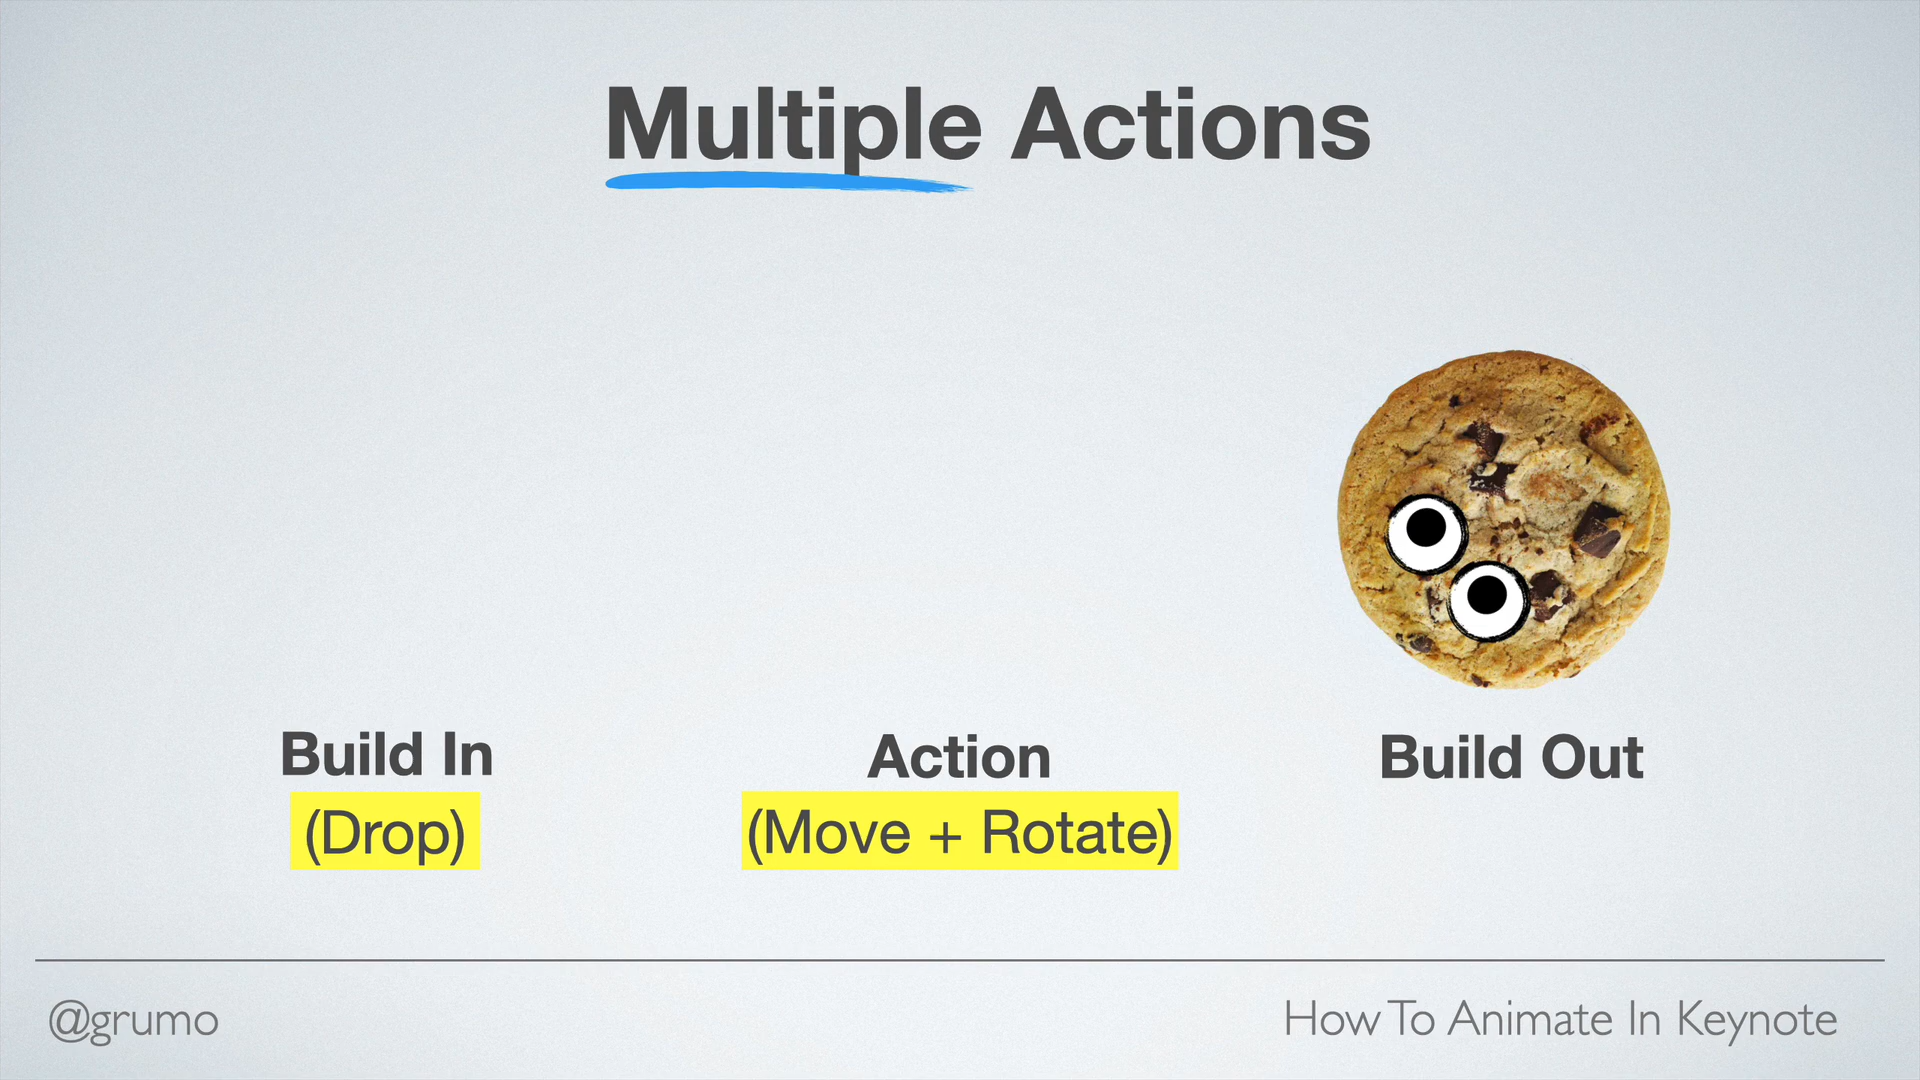 Multiple Actions
Build In
(Drop)
Action
(Move + Rotate)
Build Out
@grumo
How To Animate In Keynote